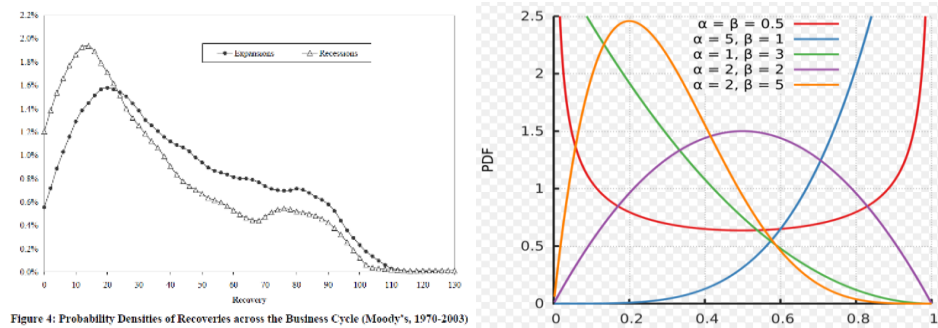 2.2%
2.0%
1.8%
1.6%
1.4%
1.2%
1.0%
0.8%
0.6%
0.4%
0.2%
0.0%
Expansions Recessions
0 10 20 30 40 50 60 70 80 90 100 110 120 130
Recovery
Figure 4: Probability Densities of Recoveries across the Business Cycle (Moody's, 1970-2003)
2.5
2
1.5
1
0.5
0
PDF
α = β = 0.5
α = 5, β = 1
α = 1, β = 3
α = 2, β = 2
α = 2, β = 5
0 0.2 0.4 0.6 0.8 1